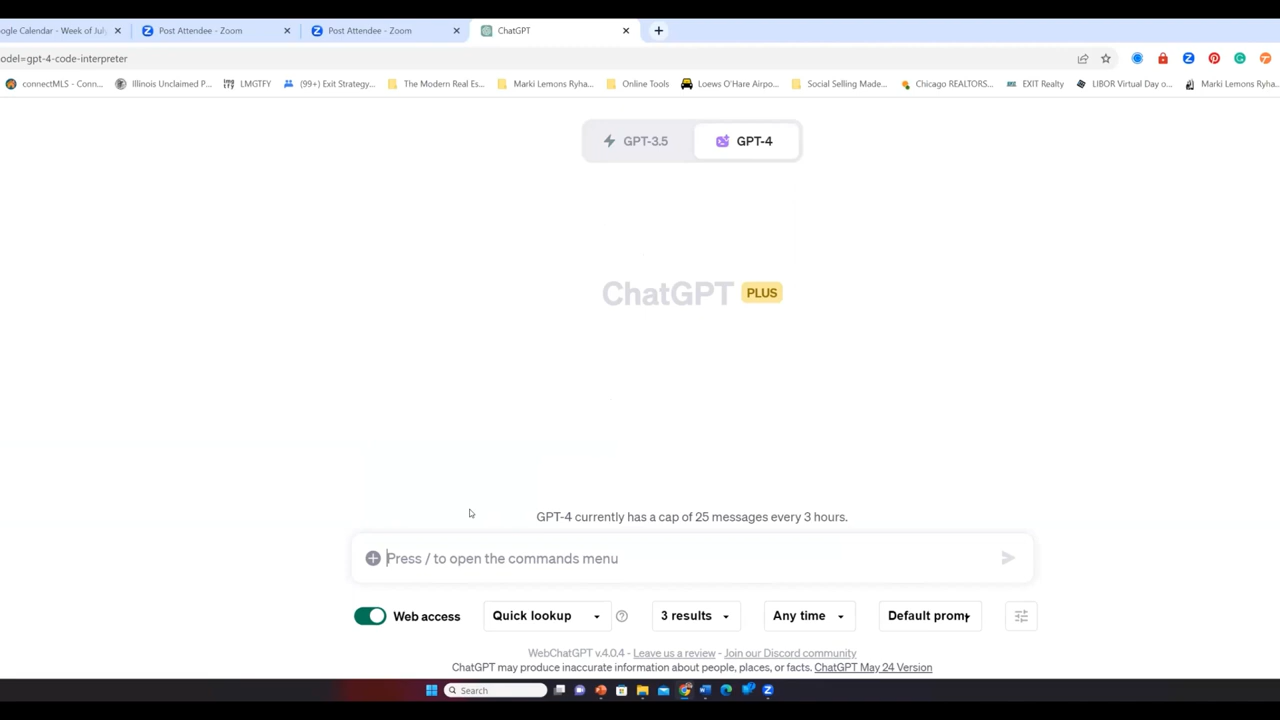 ogle Calendar - Week of July
Post Attendee - Zoom
Post Attendee - Zoom
ChatGPT
odel=gpt-4-code-interpreter
connectMLS - Conn...
Illinois Unclaimed P...
LMGTFY
(99+) Exit Strategy...
The Modern Real Es...
Marki Lemons Ryha...
Online Tools
Loews O'Hare Airpo...
Social Selling Made...
Chicago REALTORS...
EXIT Realty
LIBOR Virtual Day o...
Marki Lemons Ryha...
GPT-3.5
GPT-4
ChatGPT PLUS
GPT-4 currently has a cap of 25 messages every 3 hours.
Press / to open the commands menu
Web access
Quick lookup
3 results
Any time
Default promp
WebChatGPT v.4.0.4 - Leave us a review - Join our Discord community
ChatGPT may produce inaccurate information about people, places, or facts. ChatGPT May 24 Version
Search